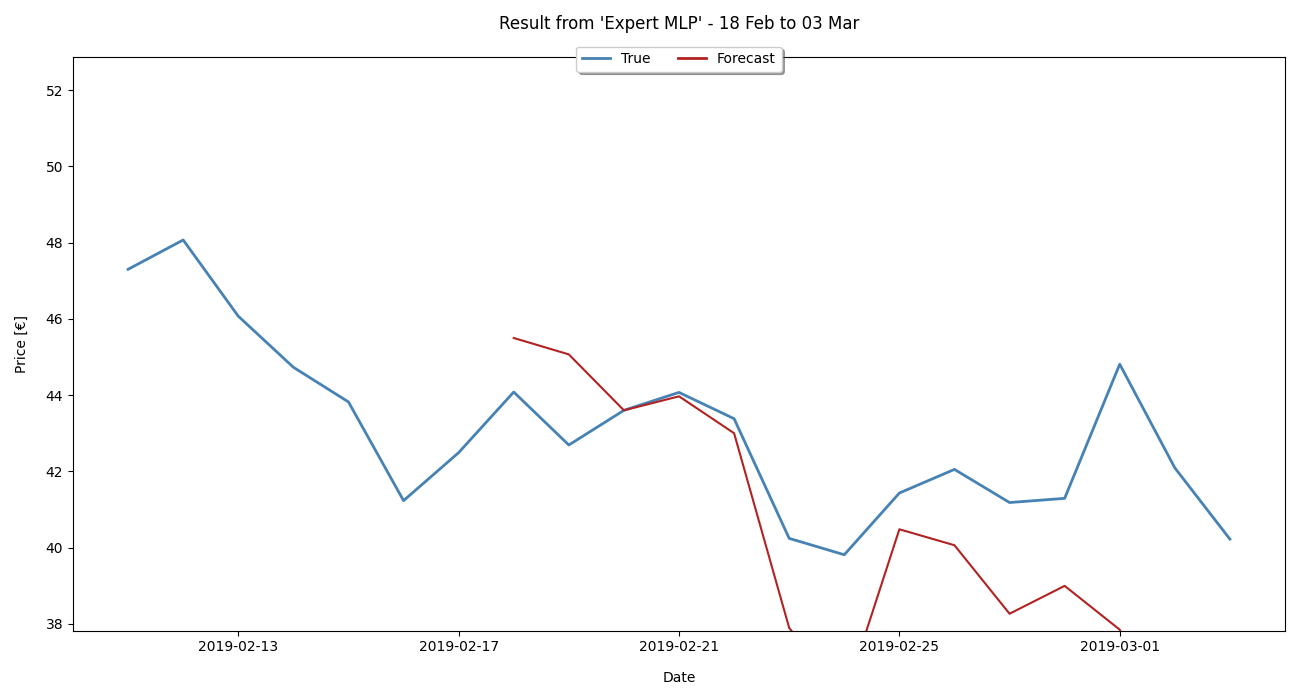 Result from 'Expert MLP' - 18 Feb to 03 Mar
True
Forecast
52
50
48
46
44
42
40
38
Price [€]
2019-02-13
2019-02-17
2019-02-21
2019-02-25
2019-03-01
Date